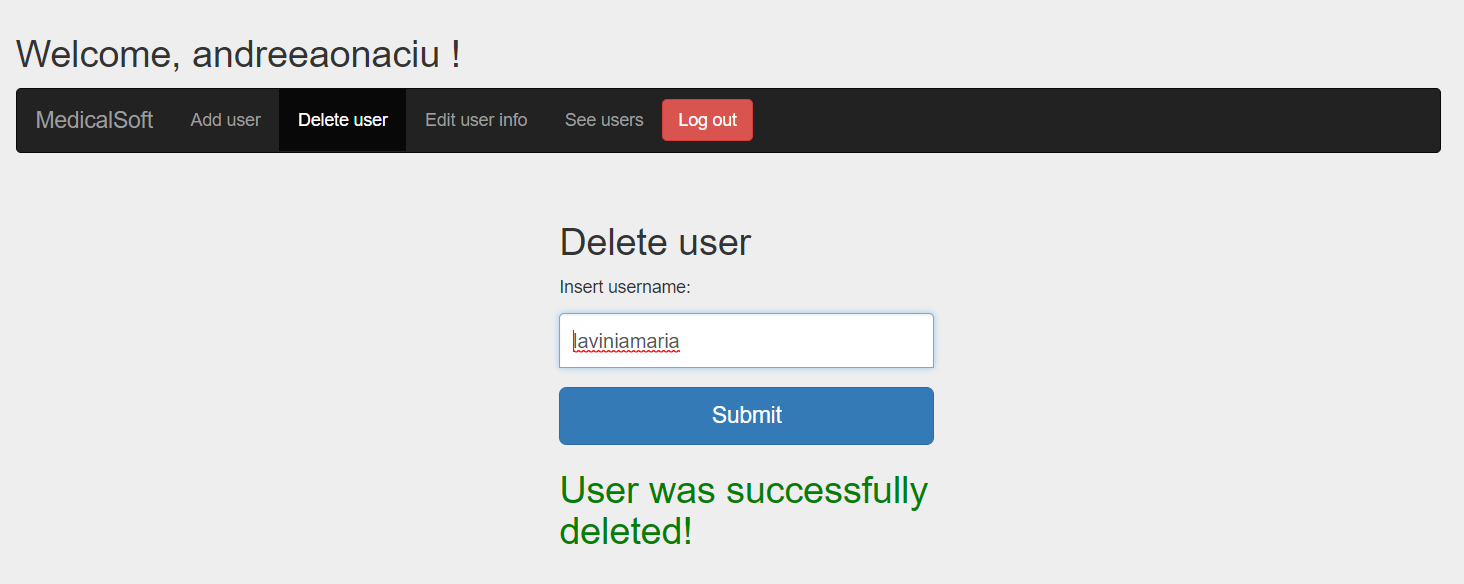 Welcome, andreeaonaciu !
MedicalSoft Add user Delete user Edit user info See users Log out
Delete user
Insert username:
laviniamaria
Submit
User was successfully
deleted!